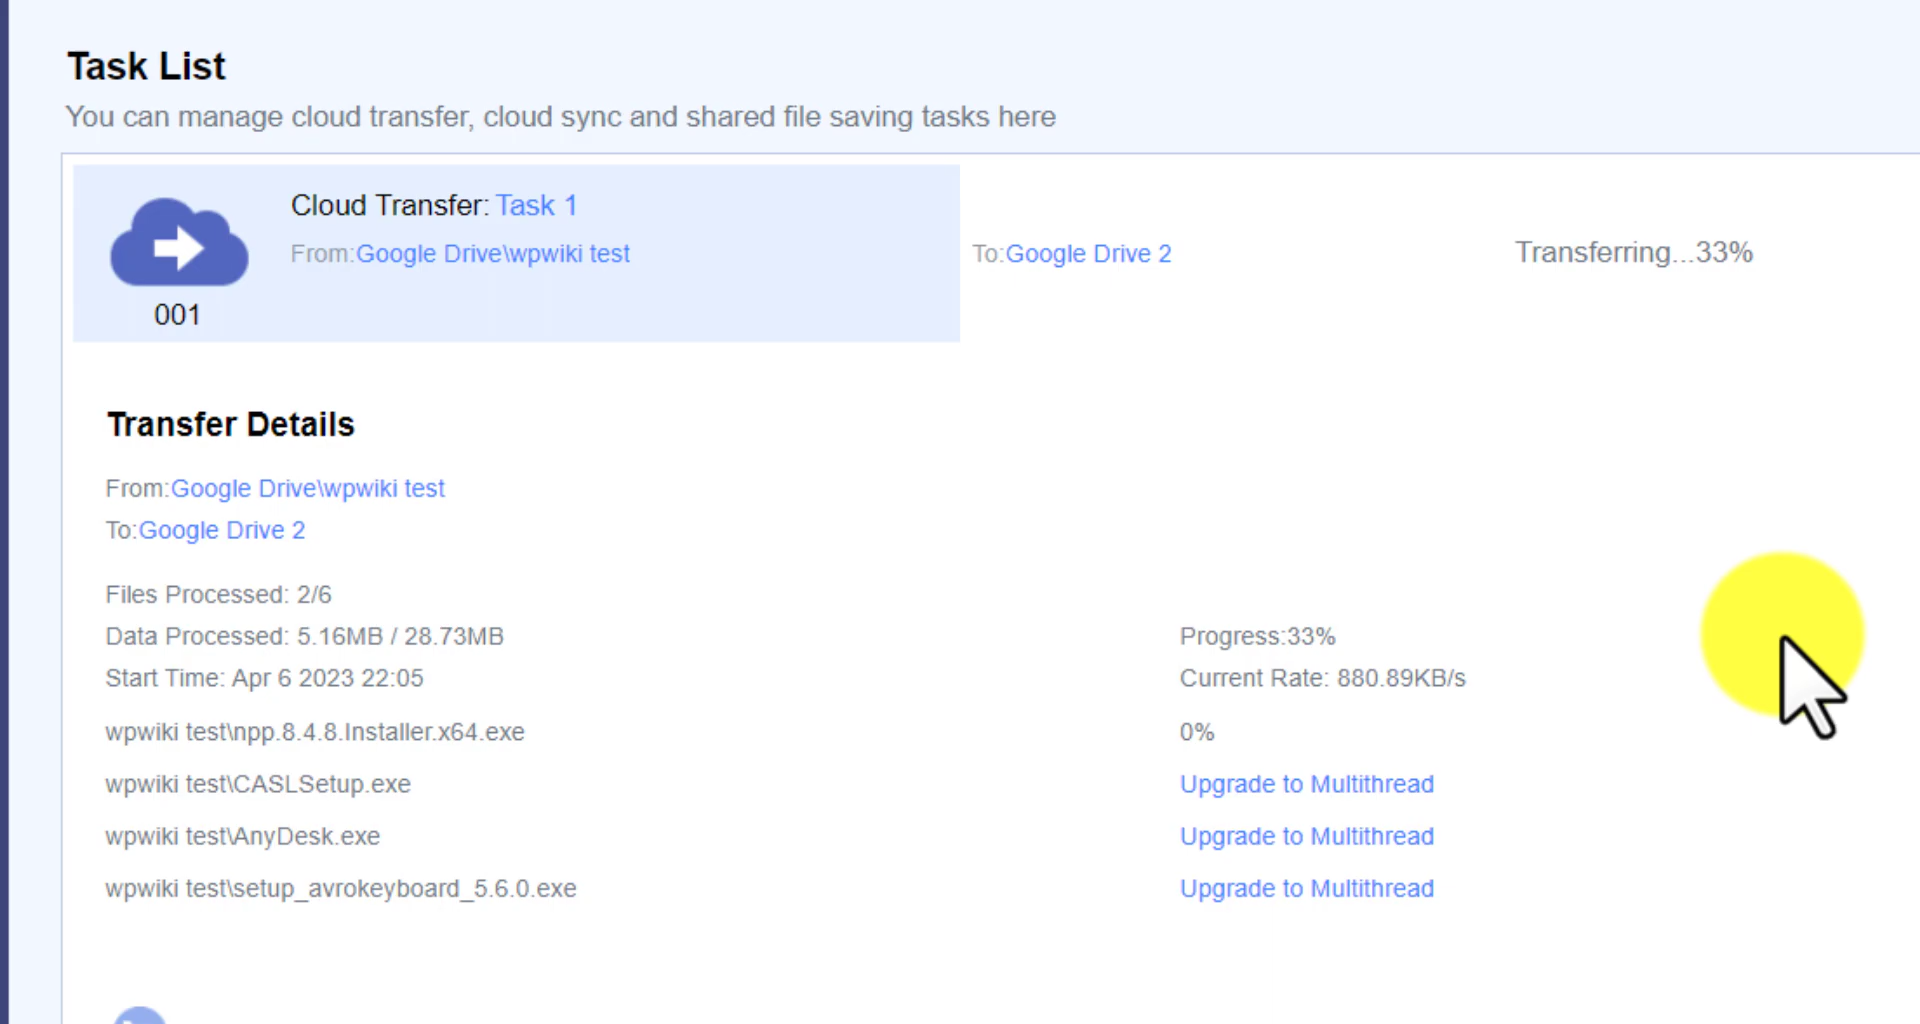 Task List
You can manage cloud transfer, cloud sync and shared file saving tasks here
Cloud Transfer: Task 1
From:Google Drive\wpwiki test
To:Google Drive 2
Transferring...33%
001
Transfer Details
From:Google Drive\wpwiki test
To:Google Drive 2
Files Processed: 2/6
Data Processed: 5.16MB / 28.73MB
Progress:33%
Start Time: Apr 6 2023 22:05
Current Rate: 880.89KB/s
wpwiki test\npp.8.4.8.Installer.x64.exe
0%
wpwiki test\CASLSetup.exe
Upgrade to Multithread
wpwiki test\AnyDesk.exe
Upgrade to Multithread
wpwiki test\setup_avrokeyboard_5.6.0.exe
Upgrade to Multithread